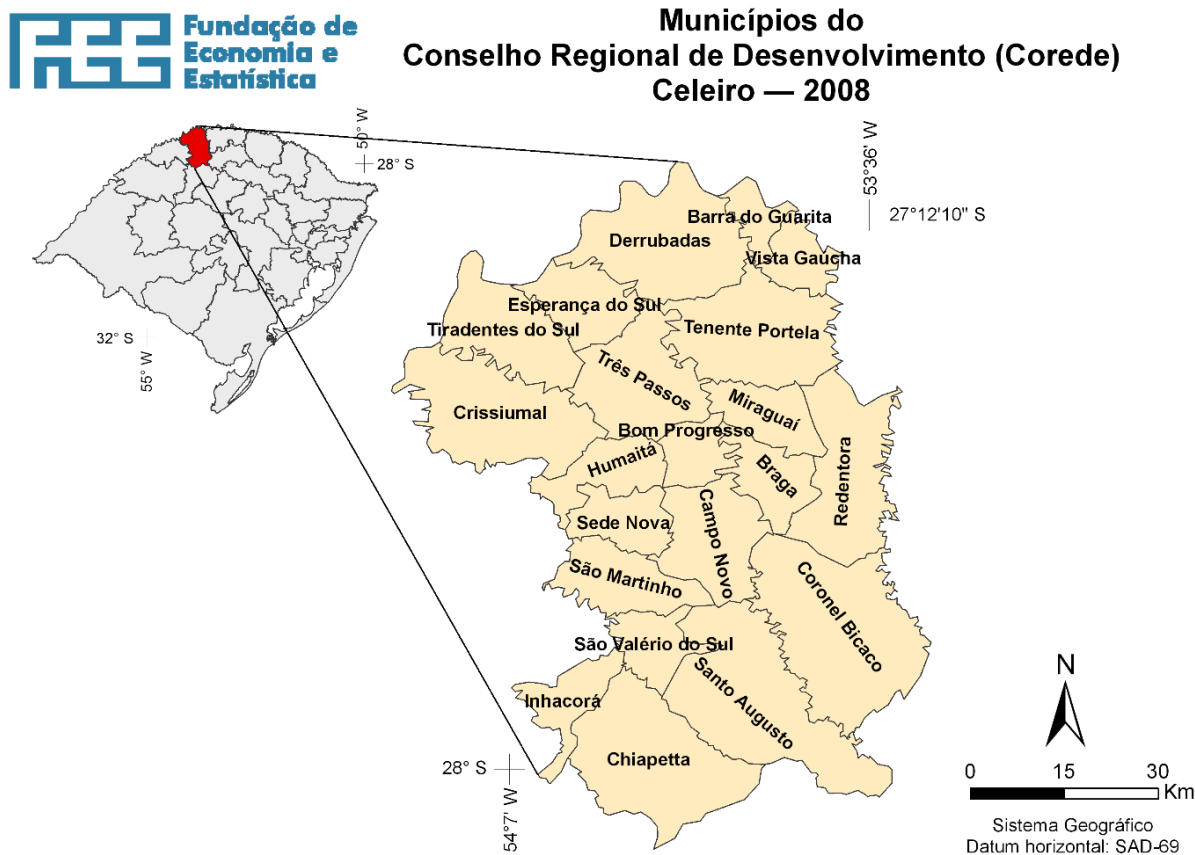 FEE
Fundação de
Economia e
Estatística
Municípios do
Conselho Regional de Desenvolvimento (Corede)
Celeiro — 2008
50° W
28° S
32° S
55° W
53°36' W
27°12'10" S
Barra do Guarita
Derrubadas
Vista Gaúcha
Esperança do Sul
Tiradentes do Sul
Tenente Portela
Três Passos
Crissiumal
Miraguaí
Bom Progresso
Humaitá
Braga
Redentora
Sede Nova
Campo Novo
São Martinho
Coronel Bicaco
São Valério do Sul
Santo Augusto
Inhacorá
Chiapetta
28° S
54°7' W
N
0 15 30
Km
Sistema Geográfico
Datum horizontal: SAD-69